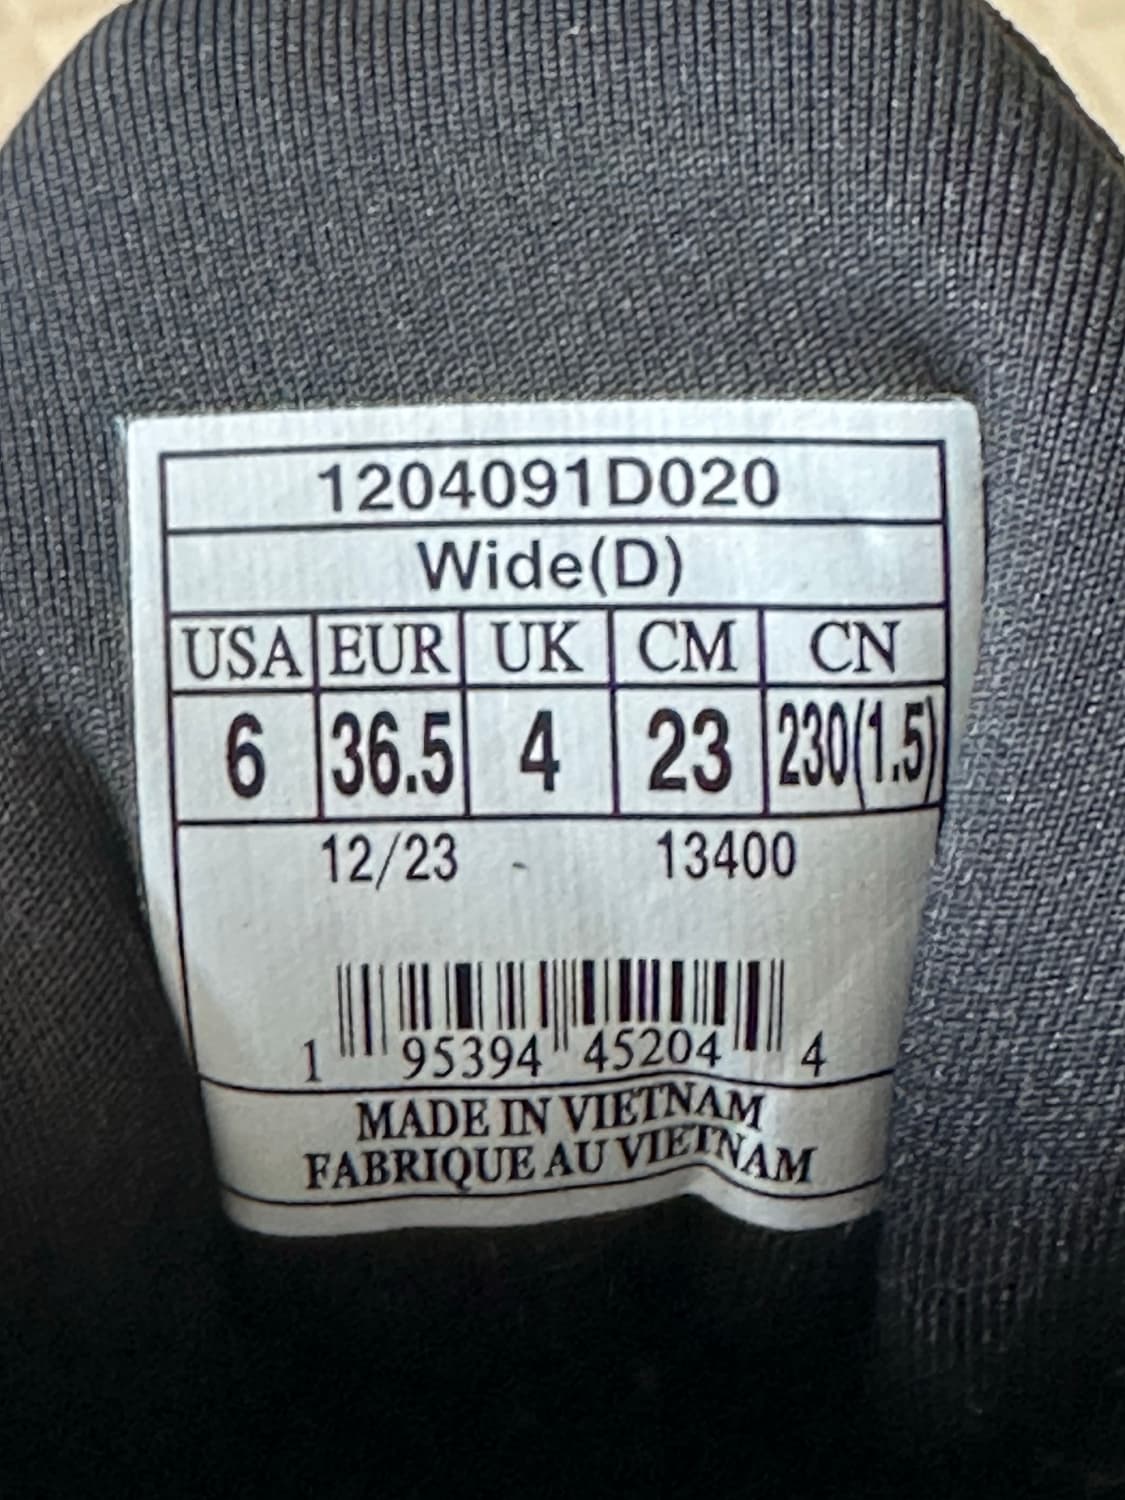 1204091D020
Wide(D)
USA EUR UK CM CN
6 36.5 4 23 230(1.5)
12/23 - 13400
1 95394 45204 4
MADE IN VIETNAM
FABRIQUE AU VIETNAM